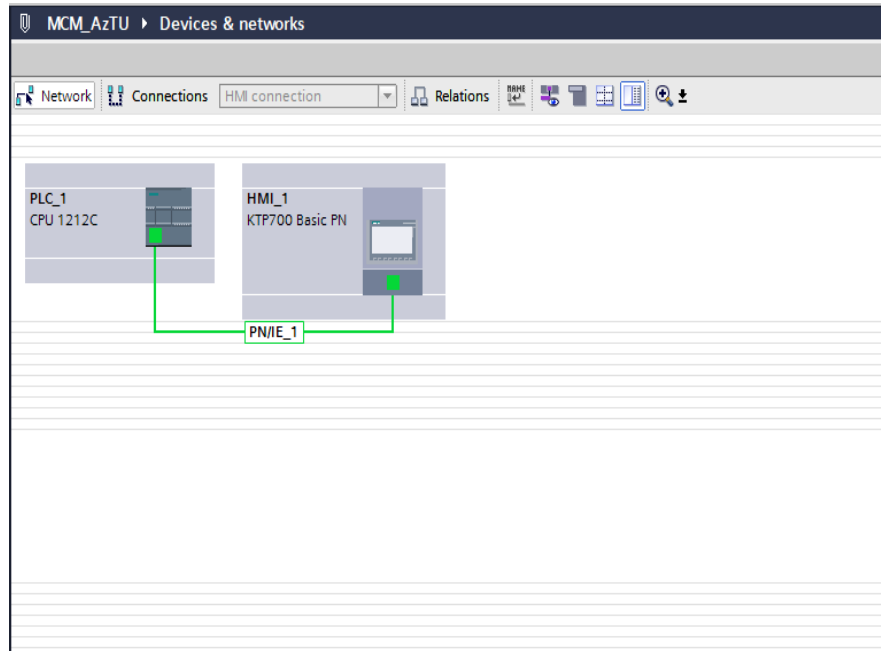 MCM_AzTU ▸ Devices & networks
Network Connections HMI connection Relations
PLC_1
CPU 1212C
HMI_1
KTP700 Basic PN
PN/IE_1